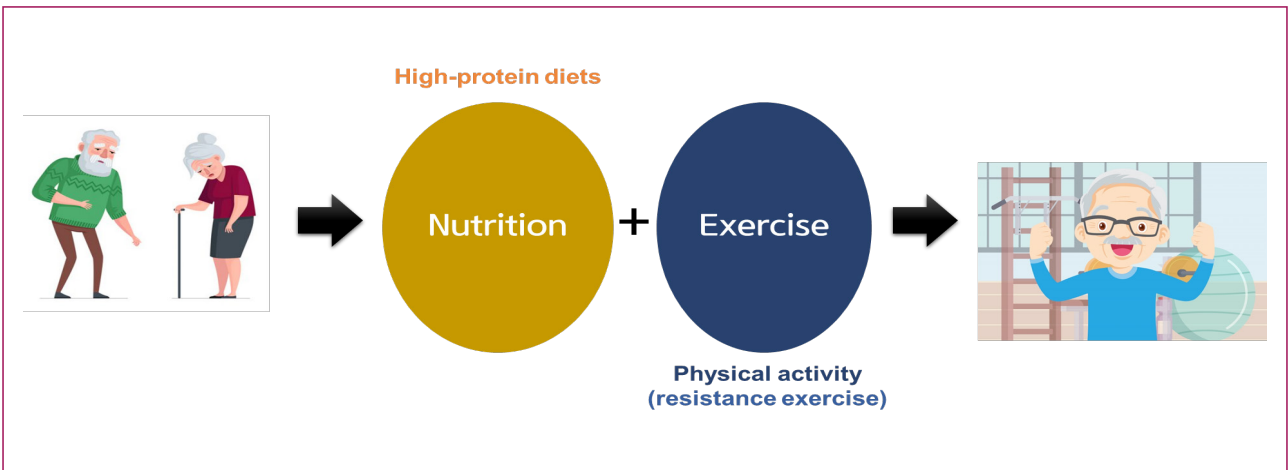 High-protein diets
Nutrition
+
Exercise
Physical activity
(resistance exercise)